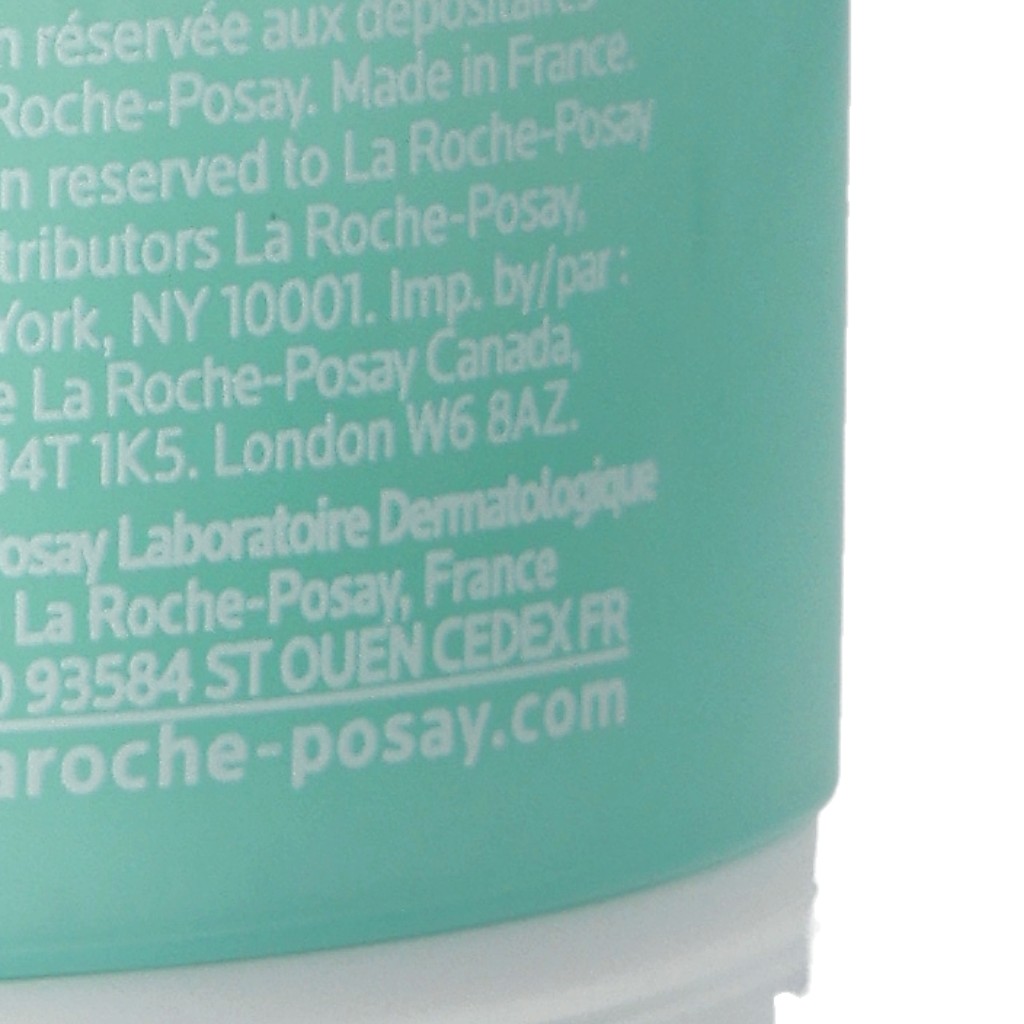 n réservée aux dépositaires
Roche-Posay. Made in France.
n reserved to La Roche-Posay
tributors La Roche-Posay,
York, NY 10001. Imp. by/par :
e La Roche-Posay Canada,
4T 1K5. London W6 8AZ.
osay Laboratoire Dermatologique
La Roche-Posay, France
93584 ST OUEN CEDEX FR
aroche-posay.com